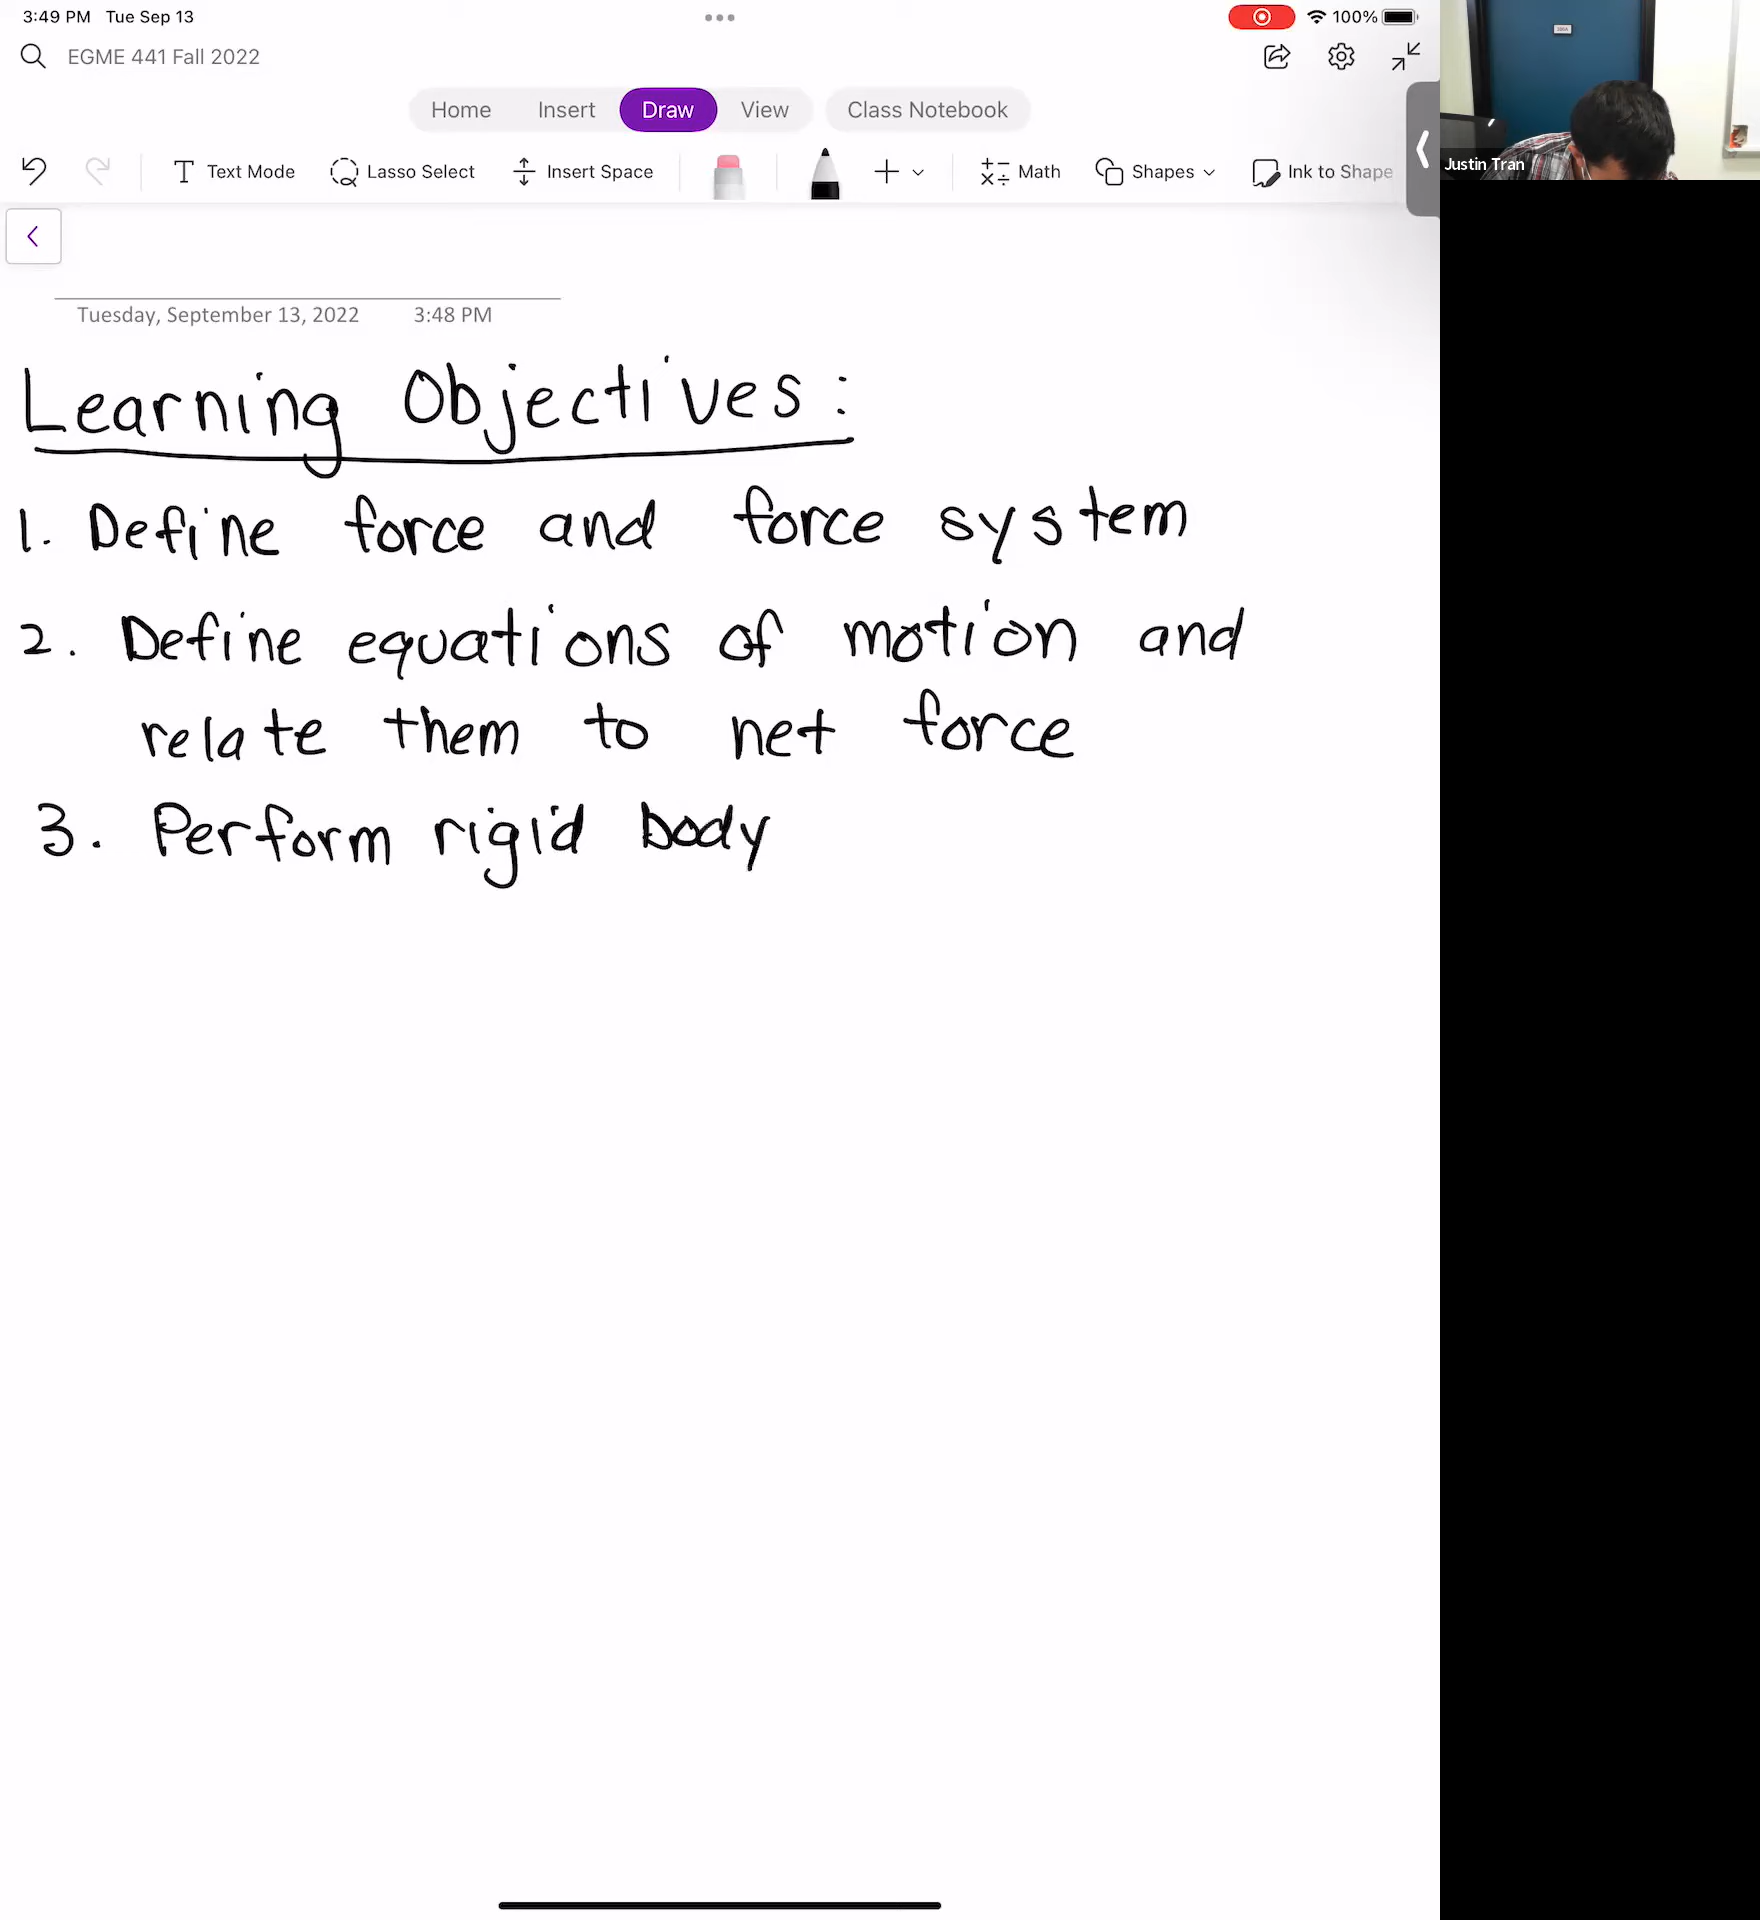 3:49 PM Tue Sep 13
100%
EGME 441 Fall 2022
Home Insert Draw View Class Notebook
Text Mode Lasso Select Insert Space Math Shapes Ink to Shape
Justin Tran
Tuesday, September 13, 2022 3:48 PM
Learning Objectives:
1. Define force and force system
2. Define equations of motion and
relate them to net force
3. Perform rigid body